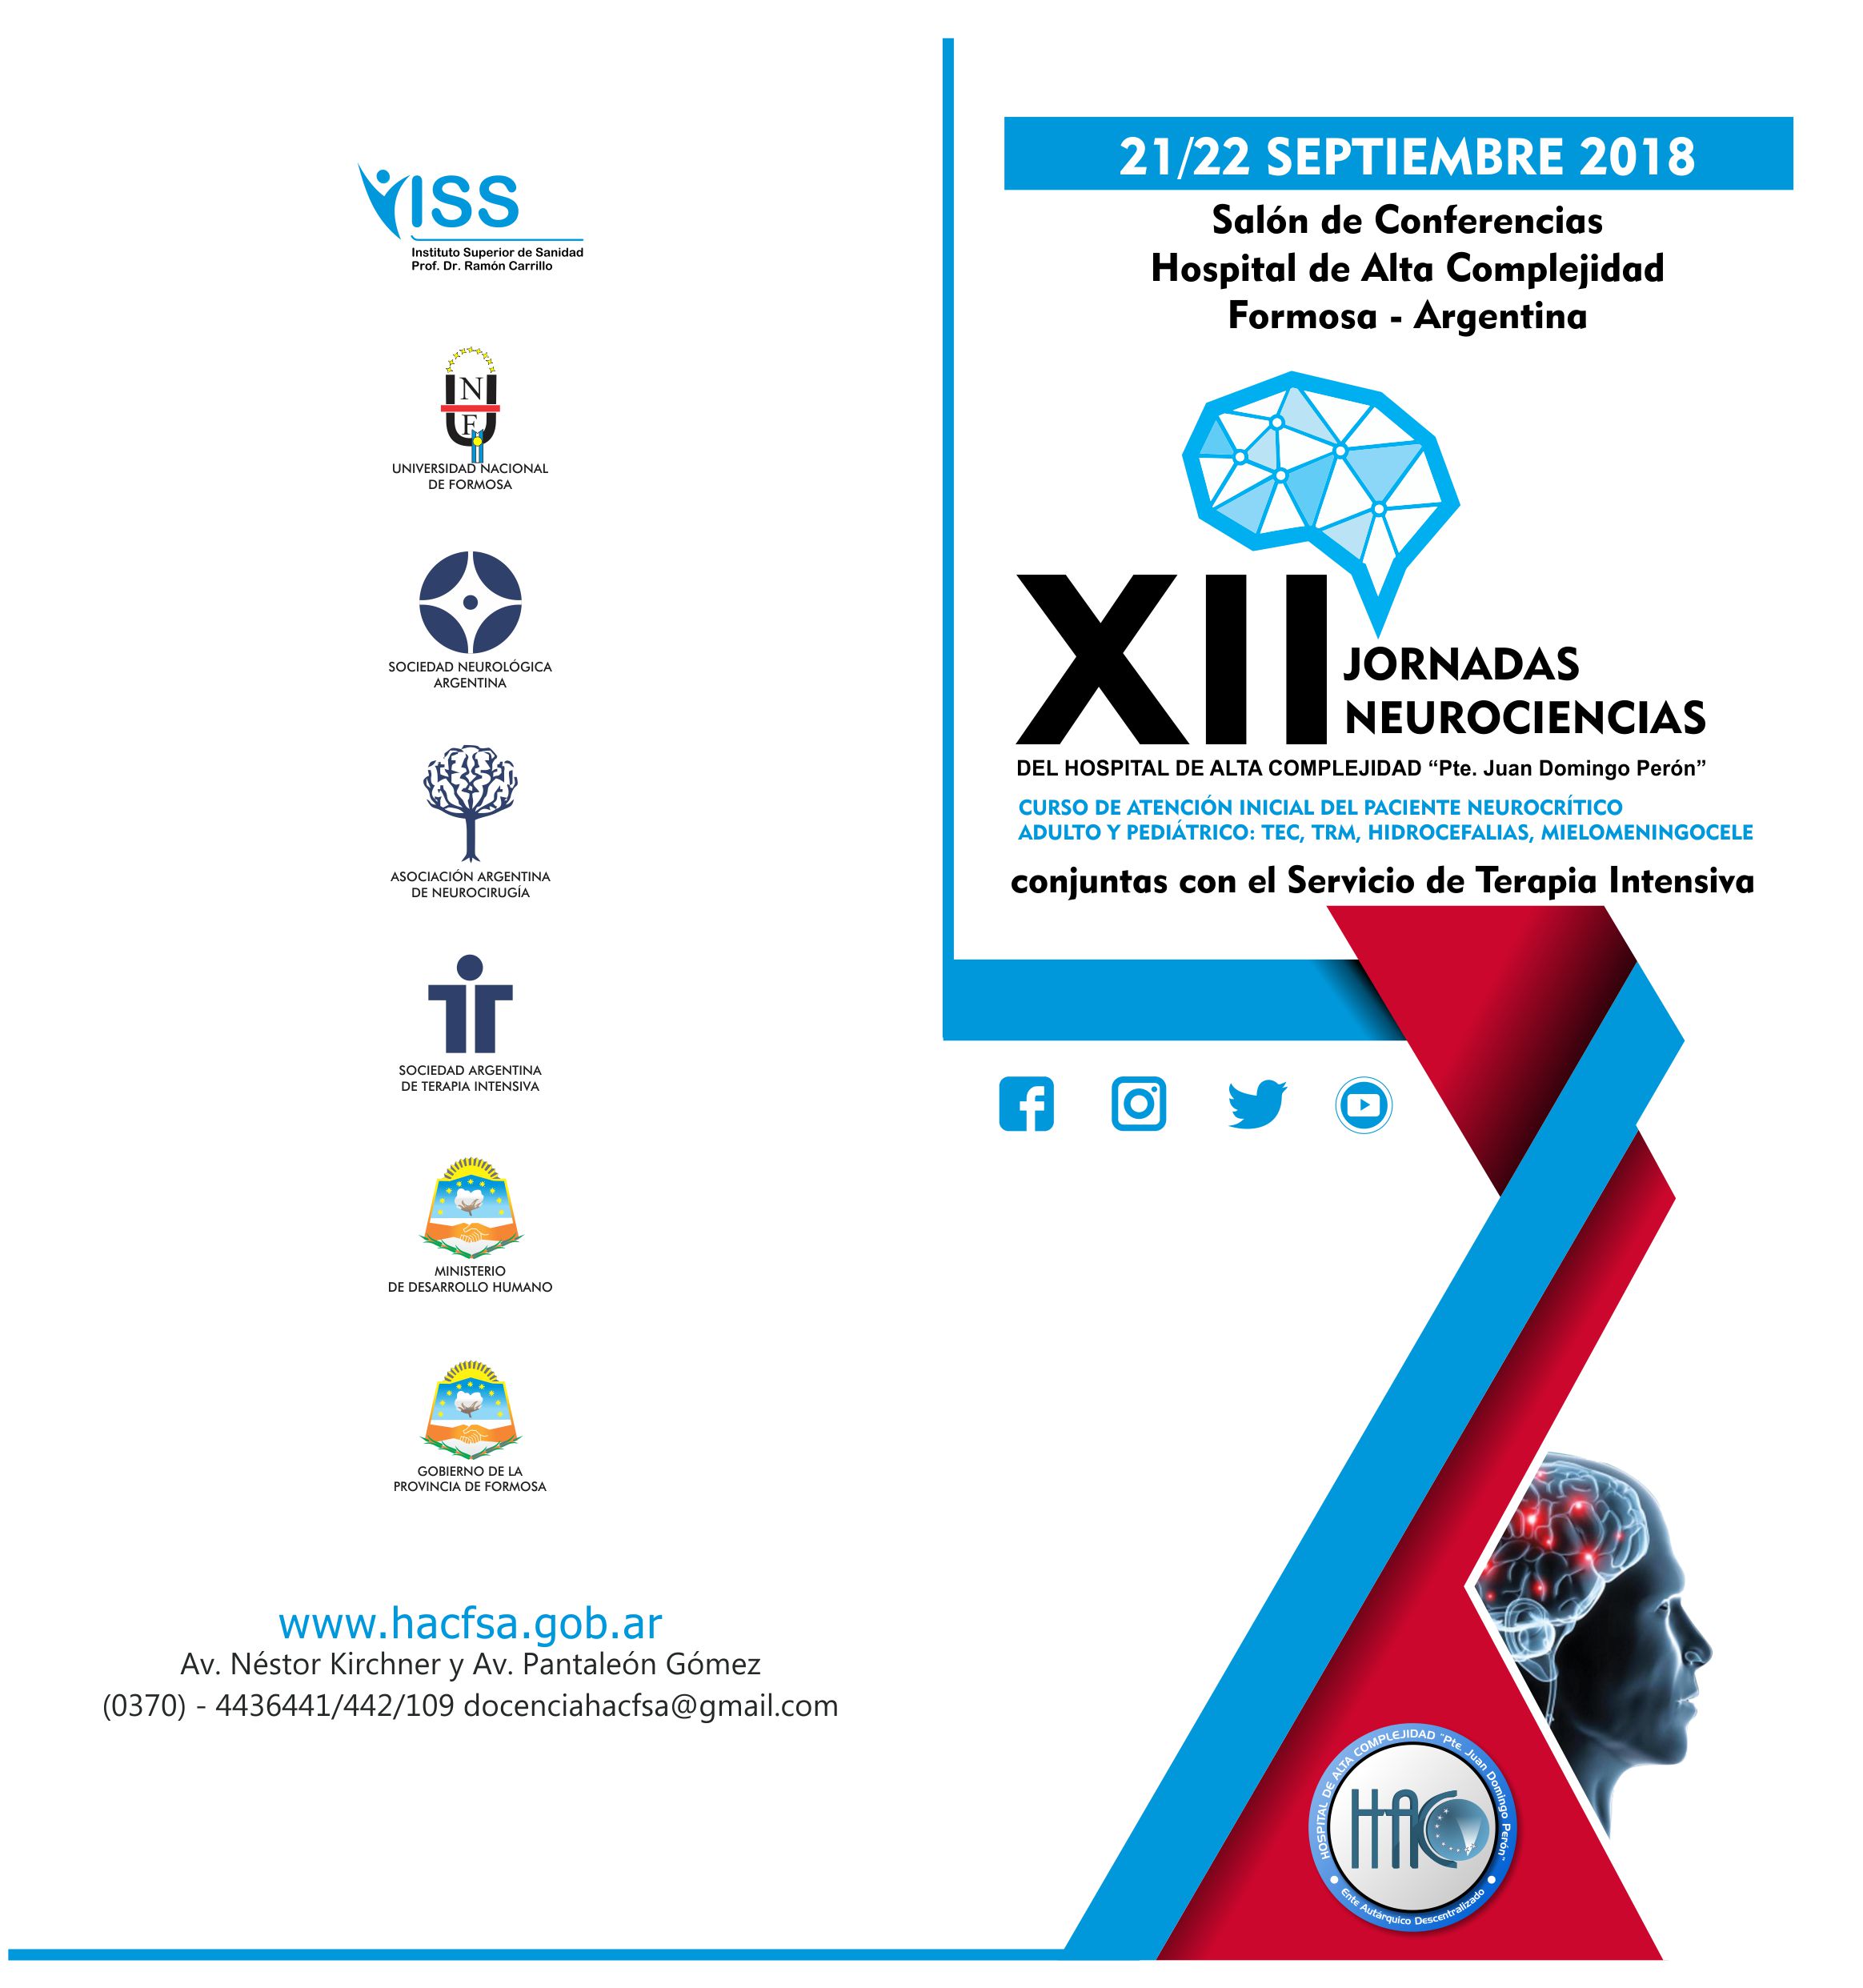 ISS
Instituto Superior de Sanidad
Prof. Dr. Ramón Carrillo
N
F
UNIVERSIDAD NACIONAL
DE FORMOSA
SOCIEDAD NEUROLÓGICA
ARGENTINA
ASOCIACIÓN ARGENTINA
DE NEUROCIRUGÍA
SOCIEDAD ARGENTINA
DE TERAPIA INTENSIVA
MINISTERIO
DE DESARROLLO HUMANO
GOBIERNO DE LA
PROVINCIA DE FORMOSA
www.hacfsa.gob.ar
Av. Néstor Kirchner y Av. Pantaleón Gómez
(0370) - 4436441/442/109 docenciahacfsa@gmail.com
21/22 SEPTIEMBRE 2018
Salón de Conferencias
Hospital de Alta Complejidad
Formosa - Argentina
XII
JORNADAS
NEUROCIENCIAS
DEL HOSPITAL DE ALTA COMPLEJIDAD “Pte. Juan Domingo Perón”
CURSO DE ATENCIÓN INICIAL DEL PACIENTE NEUROCRÍTICO
ADULTO Y PEDIÁTRICO: TEC, TRM, HIDROCEFALIAS, MIELOMENINGOCELE
conjuntas con el Servicio de Terapia Intensiva
HOSPITAL DE ALTA COMPLEJIDAD "Pte. Juan Domingo Perón"
HAC
Ente Autárquico Descentralizado